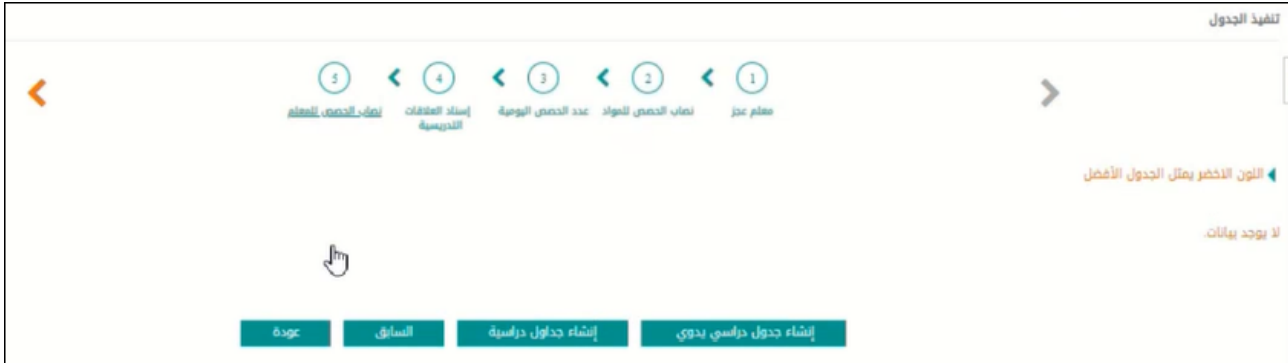 تنفيذ الجدول
1 2 3 4 5
معلم عجز
نصاب الحصص للمواد
عدد الحصص اليومية
إسناد العلاقات
التدريسية
نصاب الحصص للمعلم
اللون الاخضر يمثل الجدول الأفضل
لا يوجد بيانات.
إنشاء جدول دراسي يدوي
إنشاء جداول دراسية
السابق
عودة